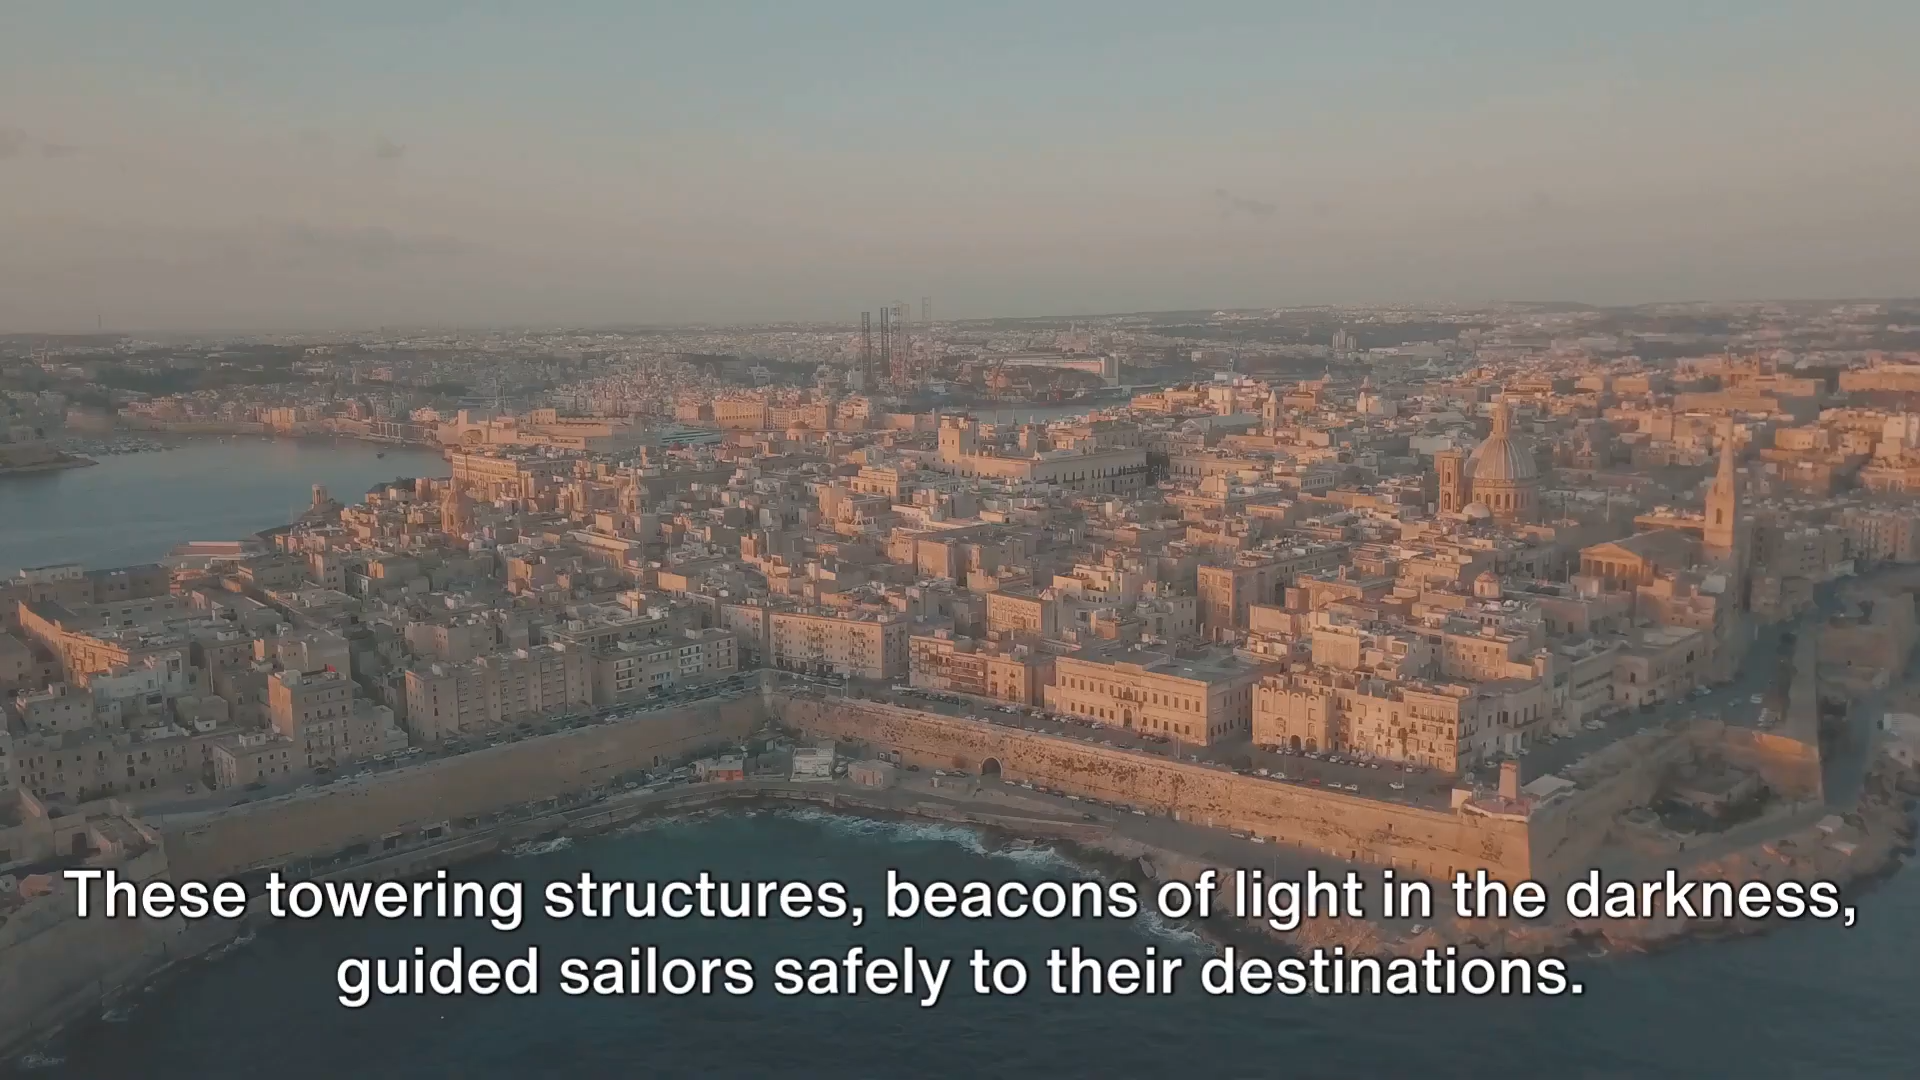 These towering structures, beacons of light in the darkness,
guided sailors safely to their destinations.